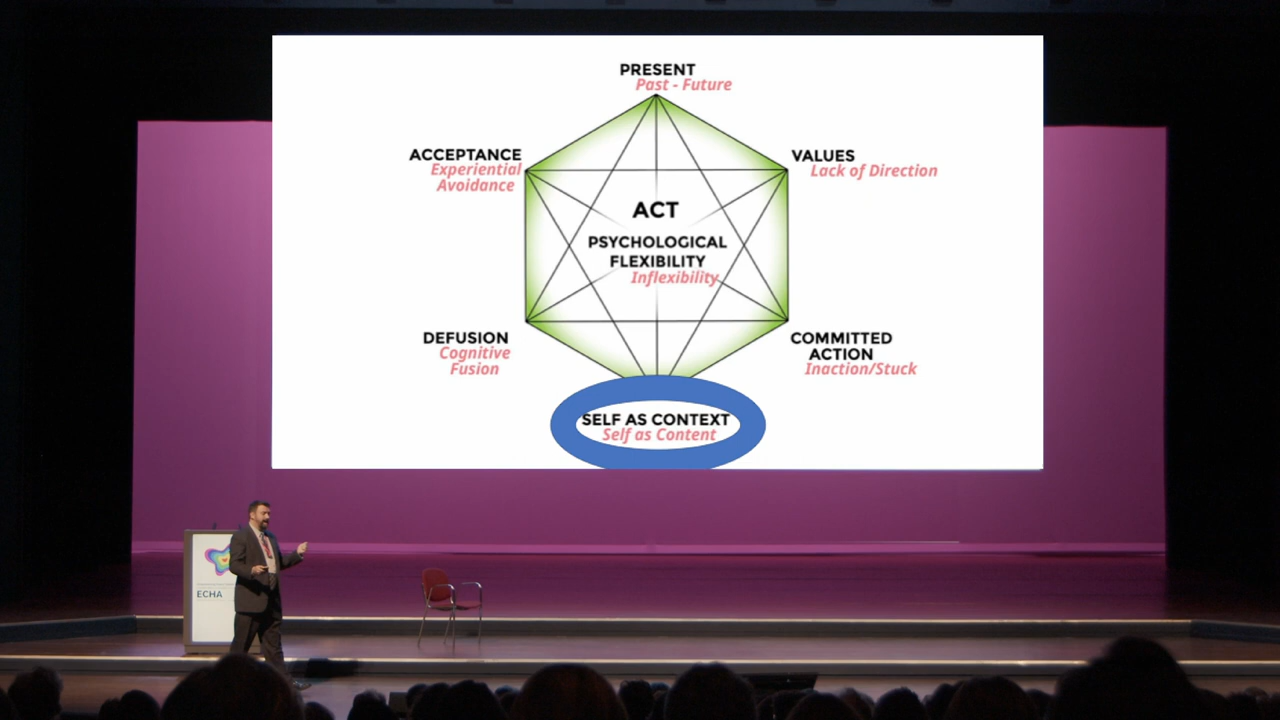 PRESENT
Past - Future
ACCEPTANCE
Experiential
Avoidance
VALUES
Lack of Direction
ACT
PSYCHOLOGICAL
FLEXIBILITY
Inflexibility
DEFUSION
Cognitive
Fusion
COMMITTED
ACTION
Inaction/Stuck
SELF AS CONTEXT
Self as Content
ECHA